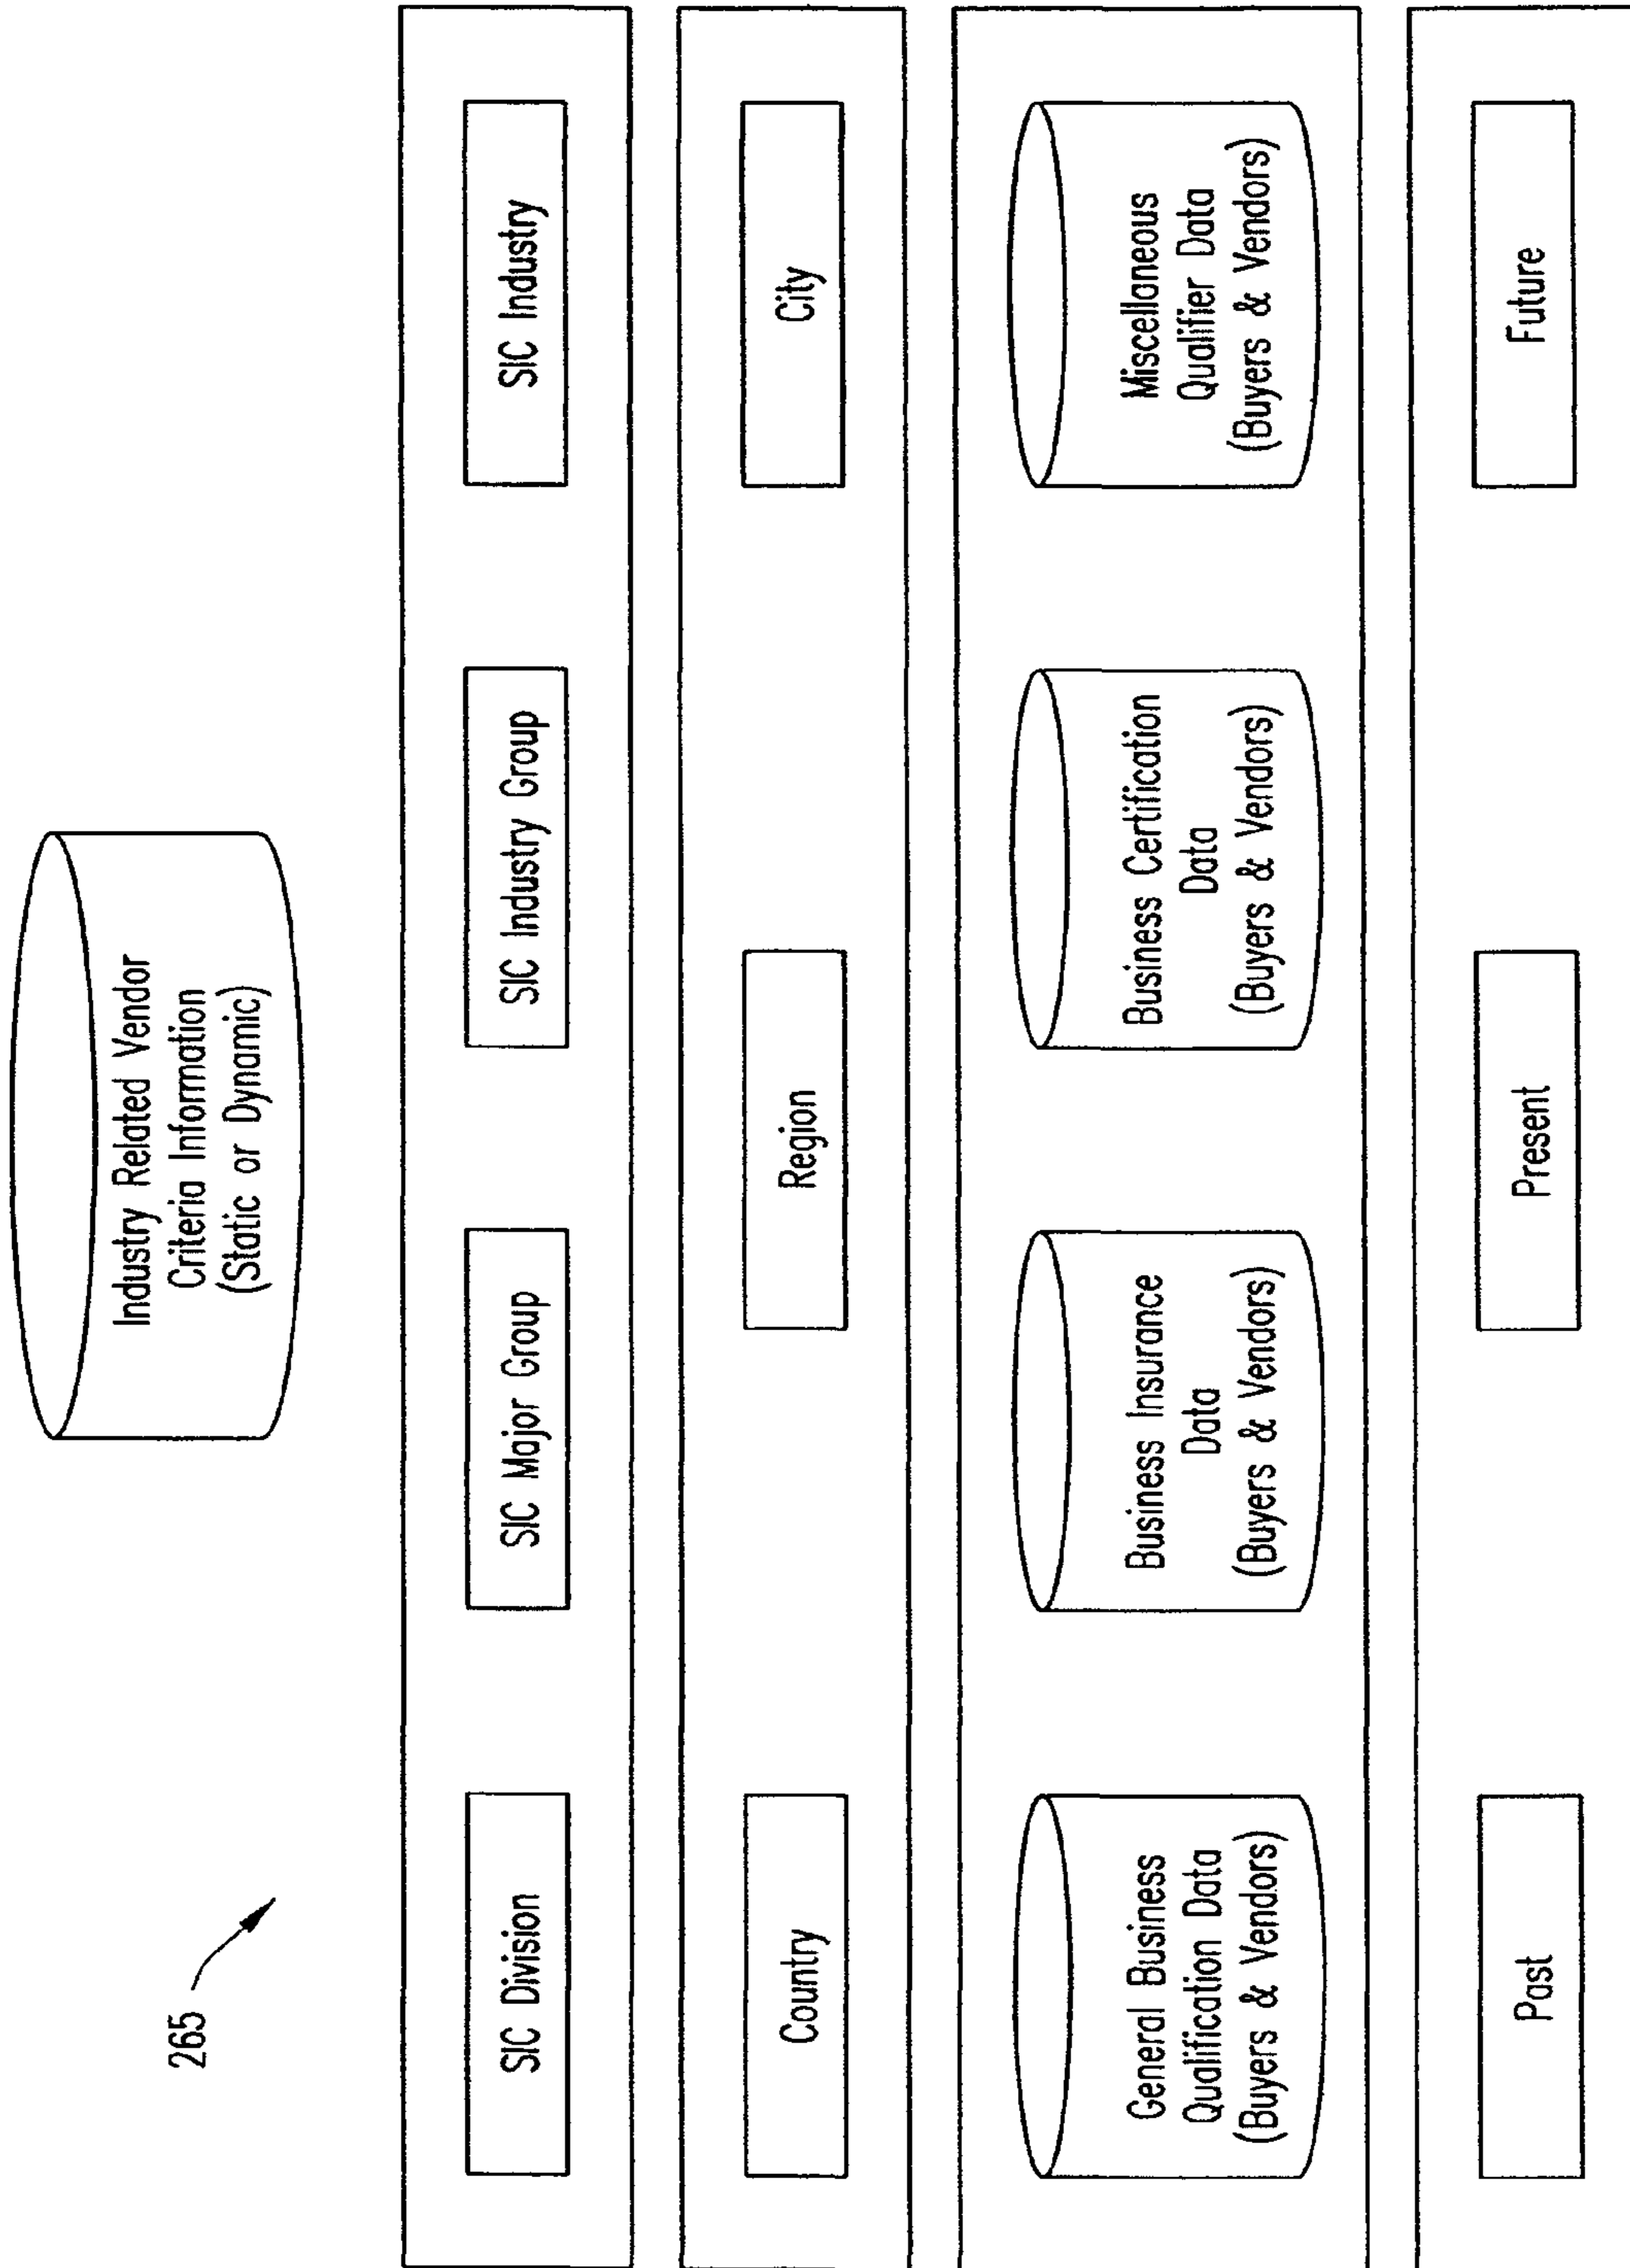 265
Industry Related Vendor
Criteria Information
(Static or Dynamic)
SIC Division
SIC Major Group
SIC Industry Group
SIC Industry
Country
Region
City
General Business
Qualification Data
(Buyers & Vendors)
Business Insurance
Data
(Buyers & Vendors)
Business Certification
Data
(Buyers & Vendors)
Miscellaneous
Qualifier Data
(Buyers & Vendors)
Past
Present
Future